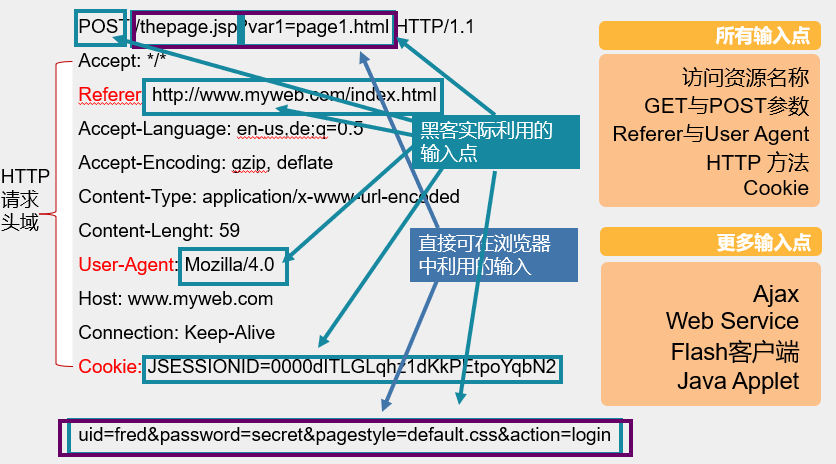 POST /thepage.jsp?var1=page1.html HTTP/1.1
Accept: */*
Referer: http://www.myweb.com/index.html
Accept-Language: en-us,de;q=0.5
Accept-Encoding: gzip, deflate
Content-Type: application/x-www-url-encoded
Content-Lenght: 59
User-Agent: Mozilla/4.0
Host: www.myweb.com
Connection: Keep-Alive
Cookie: JSESSIONID=0000dITLGLqhz1dKkPEtpoYqbN2
uid=fred&password=secret&pagestyle=default.css&action=login
HTTP
请求
头域
黑客实际利用的
输入点
直接可在浏览器
中利用的输入
所有输入点
访问资源名称
GET与POST参数
Referer与User Agent
HTTP 方法
Cookie
更多输入点
Ajax
Web Service
Flash客户端
Java Applet